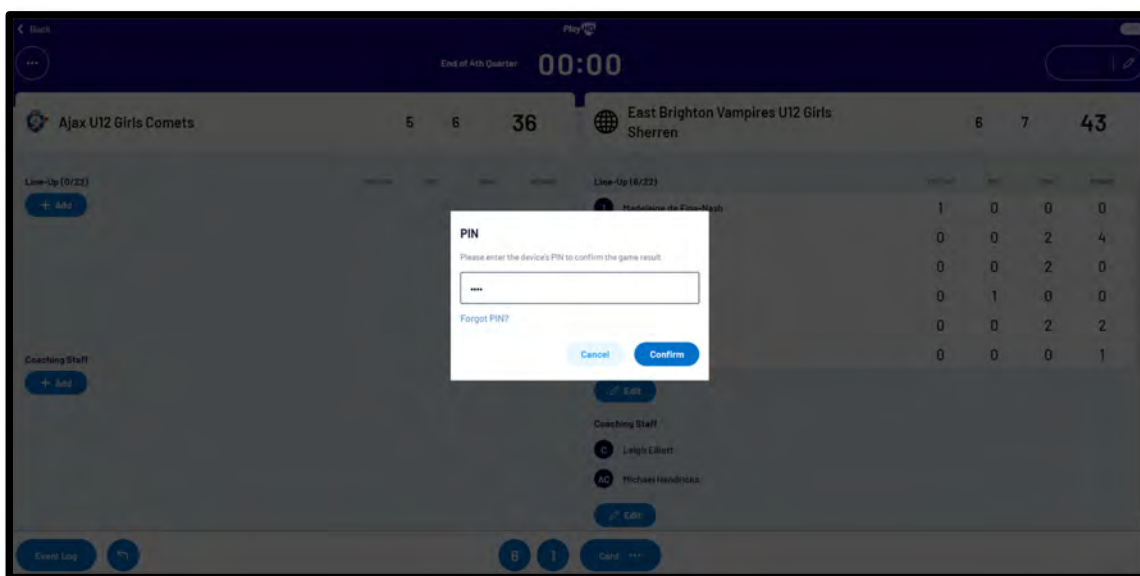 Back
PlayHQ
End of 4th Quarter 00:00
Ajax U12 Girls Comets 5 6 36
East Brighton Vampires U12 Girls Sherren 6 7 43
Line-Up (0/22)
+ Add
Coaching Staff
+ Add
Line-Up (6/22)
1 Madeleine de Fina-Nash 1 0 0 0
0 0 2 4
0 0 2 0
0 1 0 0
0 0 2 2
0 0 0 1
Edit
Coaching Staff
C Leigh Elliott
AC Michael Hendricks
Edit
PIN
Please enter the device's PIN to confirm the game result
••••
Forgot PIN?
Cancel Confirm
Event Log
6 1
Card •••